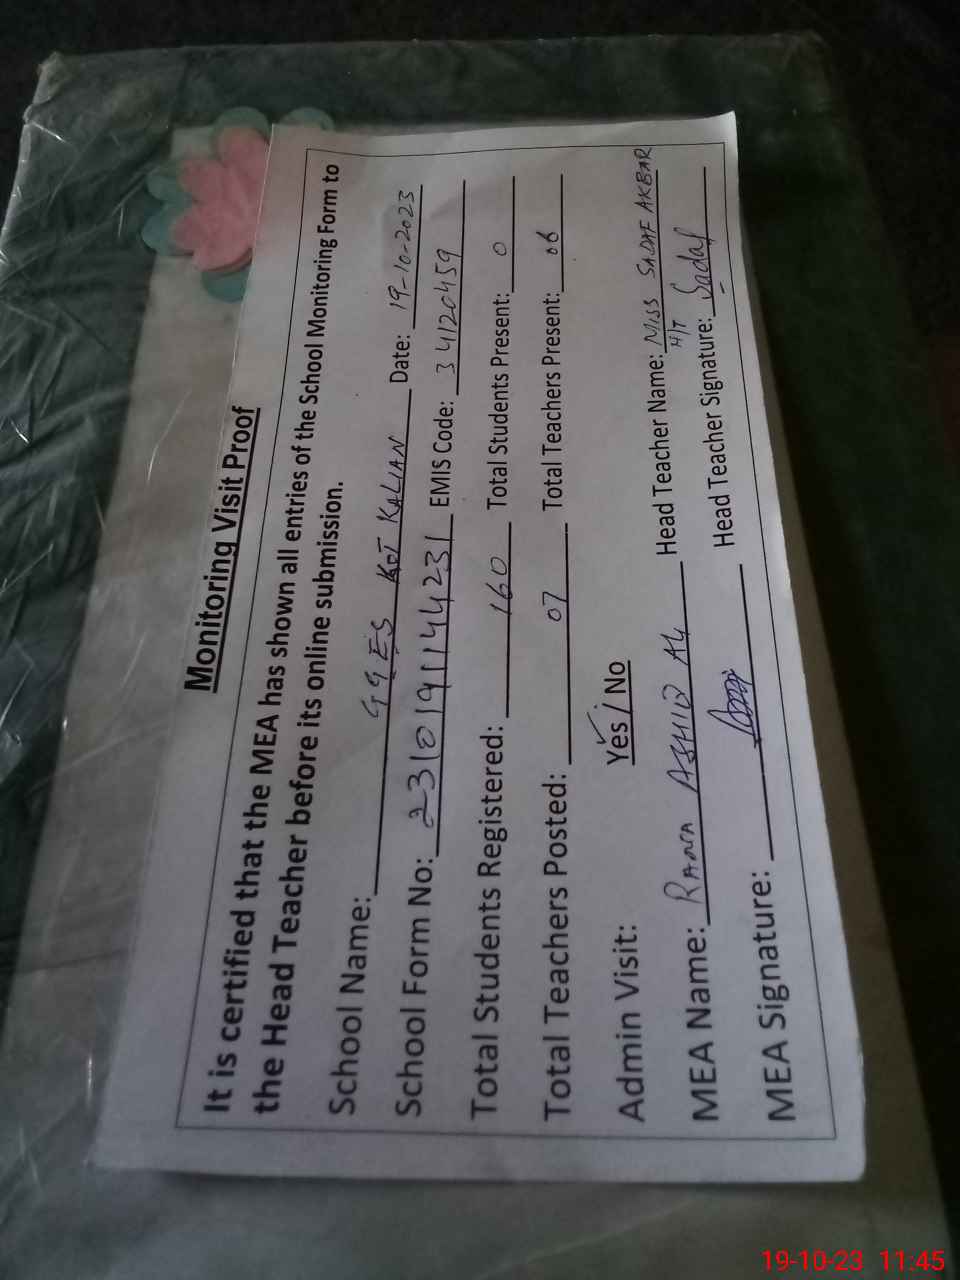 Monitoring Visit Proof
It is certified that the MEA has shown all entries of the School Monitoring Form to
the Head Teacher before its online submission.
School Name: GGES KOT KALIAN Date: 19-10-2023
School Form No: 2310191144231 EMIS Code: 34120459
Total Students Registered: 160 Total Students Present: 0
Total Teachers Posted: 07 Total Teachers Present: 06
Admin Visit: Yes / No
MEA Name: RANA Head Teacher Name: MISS SADAF AKBAR
H/T
MEA Signature: Head Teacher Signature: Sadaf
19-10-23 11:45